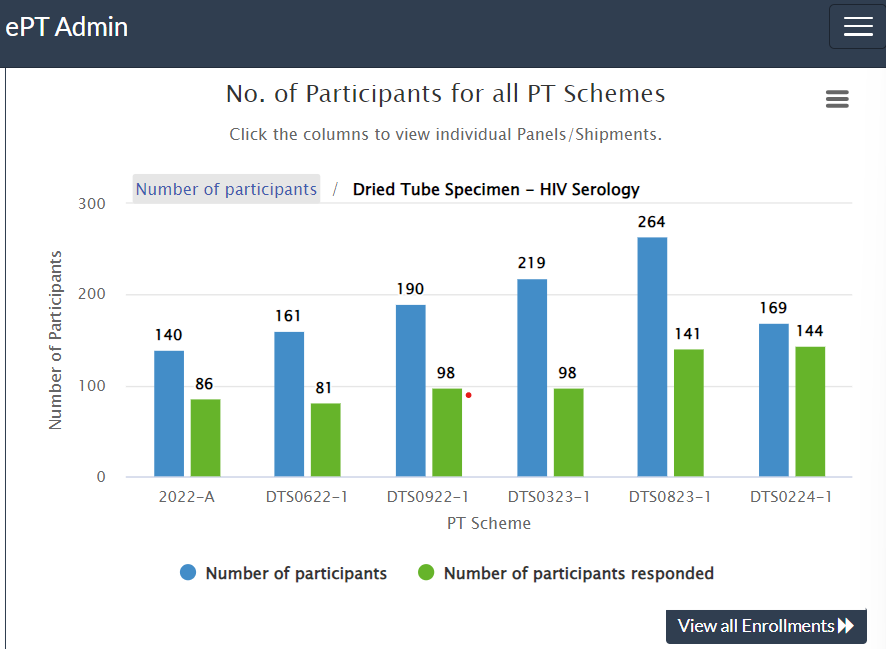 ePT Admin
No. of Participants for all PT Schemes
Click the columns to view individual Panels/Shipments.
Number of participants / Dried Tube Specimen - HIV Serology
Number of Participants
300
200
100
0
140
86
161
81
190
98
219
98
264
141
169
144
2022-A
DTS0622-1
DTS0922-1
DTS0323-1
DTS0823-1
DTS0224-1
PT Scheme
Number of participants
Number of participants responded
View all Enrollments